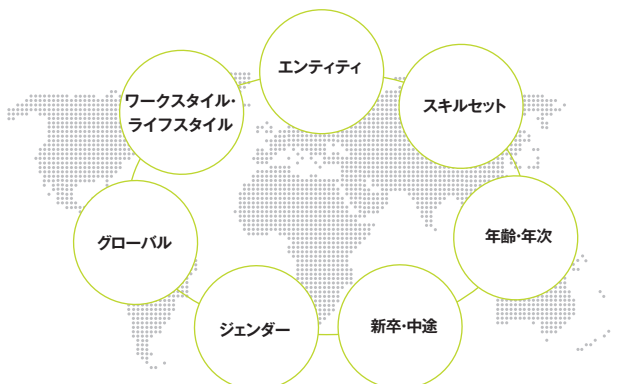 エンティティ
スキルセット
年齢・年次
新卒・中途
ジェンダー
グローバル
ワークスタイル・
ライフスタイル